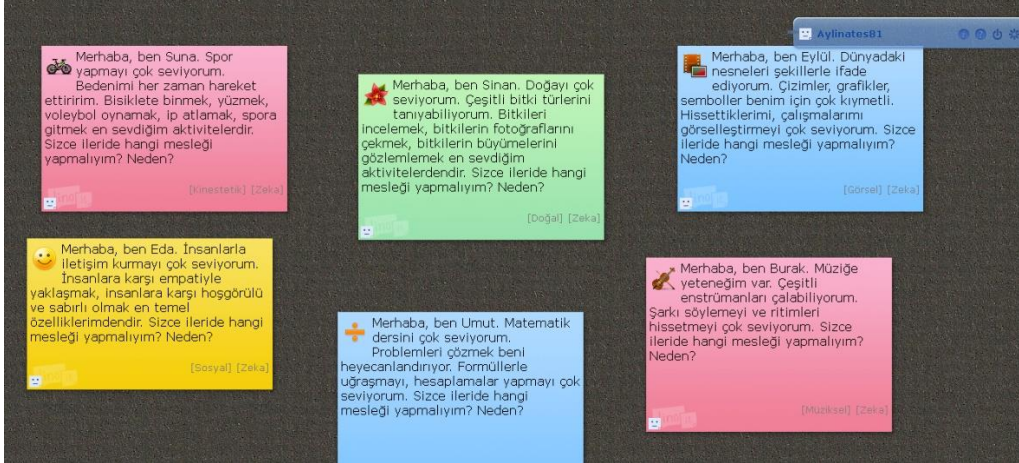 Aylinates81
Merhaba, ben Suna. Spor
yapmayı çok seviyorum.
Bedenimi her zaman hareket
ettiririm. Bisiklete binmek, yüzmek,
voleybol oynamak, ip atlamak, spora
gitmek en sevdiğim aktivitelerdir.
Sizce ileride hangi mesleği
yapmalıyım? Neden?
[Kinestetik] [Zeka]
Merhaba, ben Sinan. Doğayı çok
seviyorum. Çeşitli bitki türlerini
tanıyabiliyorum. Bitkileri
incelemek, bitkilerin fotoğraflarını
çekmek, bitkilerin büyümelerini
gözlemlemek en sevdiğim
aktivitelerdendir. Sizce ileride hangi
mesleği yapmalıyım? Neden?
[Doğal] [Zeka]
Merhaba, ben Eylül. Dünyadaki
nesneleri şekillerle ifade
ediyorum. Çizimler, grafikler,
semboller benim için çok kıymetli.
Hissettiklerimi, çalışmalarımı
görselleştirmeyi çok seviyorum. Sizce
ileride hangi mesleği yapmalıyım?
Neden?
[Görsel] [Zeka]
Merhaba, ben Eda. İnsanlarla
iletişim kurmayı çok seviyorum.
İnsanlara karşı empatiyle
yaklaşmak, insanlara karşı hoşgörülü
ve sabırlı olmak en temel
özelliklerimdendir. Sizce ileride hangi
mesleği yapmalıyım? Neden?
[Sosyal] [Zeka]
Merhaba, ben Umut. Matematik
dersini çok seviyorum.
Problemleri çözmek beni
heyecanlandırıyor. Formüllerle
uğraşmayı, hesaplamalar yapmayı çok
seviyorum. Sizce ileride hangi
mesleği yapmalıyım? Neden?
Merhaba, ben Burak. Müziğe
yeteneğim var. Çeşitli
enstrümanları çalabiliyorum.
Şarkı söylemeyi ve ritimleri
hissetmeyi çok seviyorum. Sizce
ileride hangi mesleği yapmalıyım?
Neden?
[Müziksel] [Zeka]